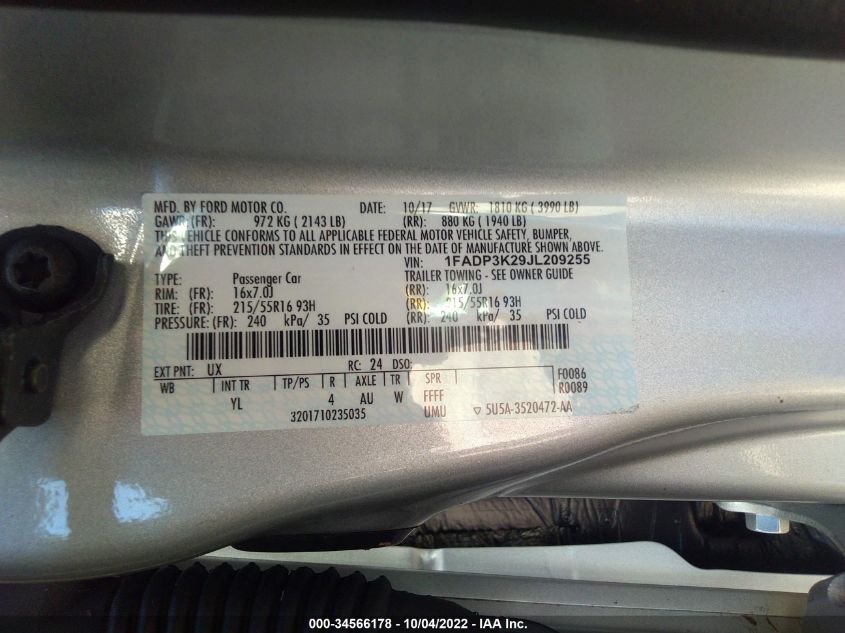 MFD. BY FORD MOTOR CO. DATE: 10/17 GVWR: 1810 KG ( 3990 LB)
GAWR: (FR): 972 KG ( 2143 LB) (RR): 880 KG ( 1940 LB)
THIS VEHICLE CONFORMS TO ALL APPLICABLE FEDERAL MOTOR VEHICLE SAFETY, BUMPER,
AND THEFT PREVENTION STANDARDS IN EFFECT ON THE DATE OF MANUFACTURE SHOWN ABOVE.
VIN: 1FADP3K29JL209255
TYPE: Passenger Car TRAILER TOWING - SEE OWNER GUIDE
RIM: (FR): 16x7.0J (RR): 16x7.0J
TIRE: (FR): 215/55R16 93H (RR): 215/55R16 93H
PRESSURE: (FR): 240 kPa/ 35 PSI COLD (RR): 240 kPa/ 35 PSI COLD
EXT PNT: UX RC: 24 DSO: F0086
WB INT TR TP/PS R AXLE TR SPR R0089
YL 4 AU W FFFF
3201710235035 UMU ▽ 5U5A-3520472-AA
000-34566178 - 10/04/2022 - IAA Inc.